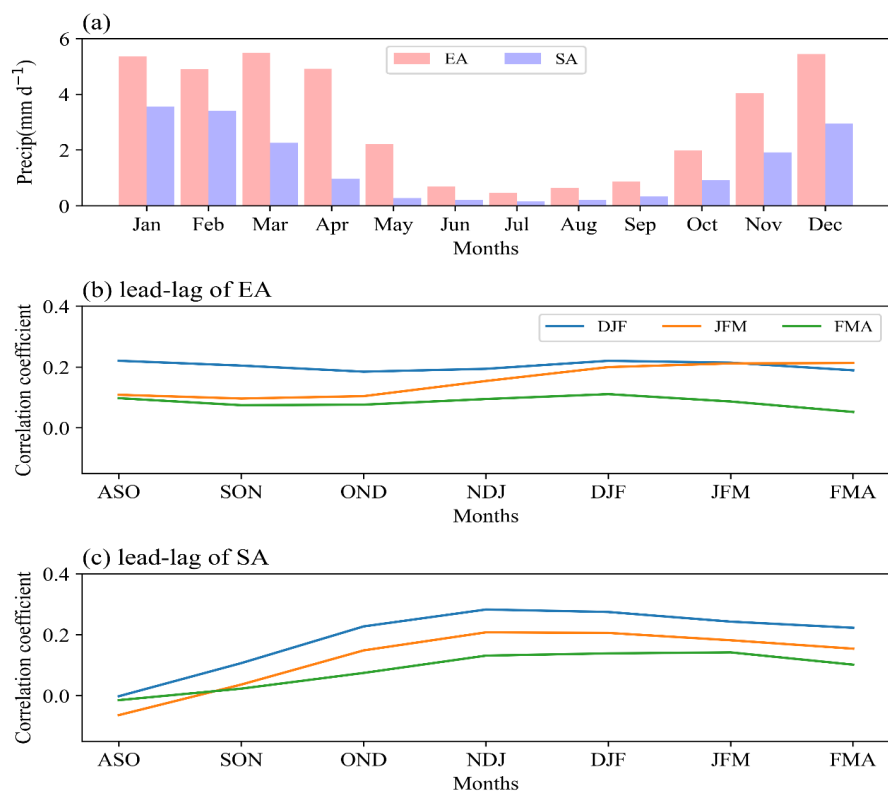 (a)
6
4
2
0
Precip(mm d⁻¹)
EA SA
Jan Feb Mar Apr May Jun Jul Aug Sep Oct Nov Dec
Months
(b) lead-lag of EA
0.4
0.2
0.0
Correlation coefficient
DJF JFM FMA
ASO SON OND NDJ DJF JFM FMA
Months
(c) lead-lag of SA
0.4
0.2
0.0
Correlation coefficient
ASO SON OND NDJ DJF JFM FMA
Months